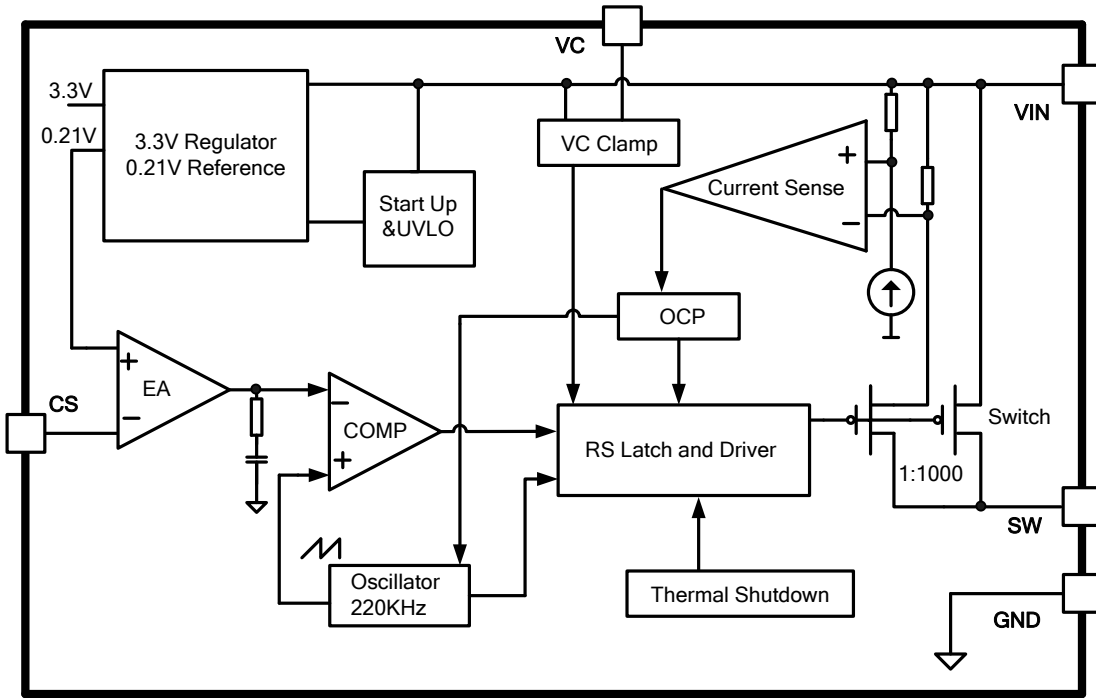 VC
VIN
3.3V
0.21V
3.3V Regulator
0.21V Reference
VC Clamp
+
Current Sense
−
Start Up
&UVLO
OCP
CS
+
EA
−
−
COMP
+
RS Latch and Driver
Switch
1:1000
SW
Oscillator
220KHz
Thermal Shutdown
GND